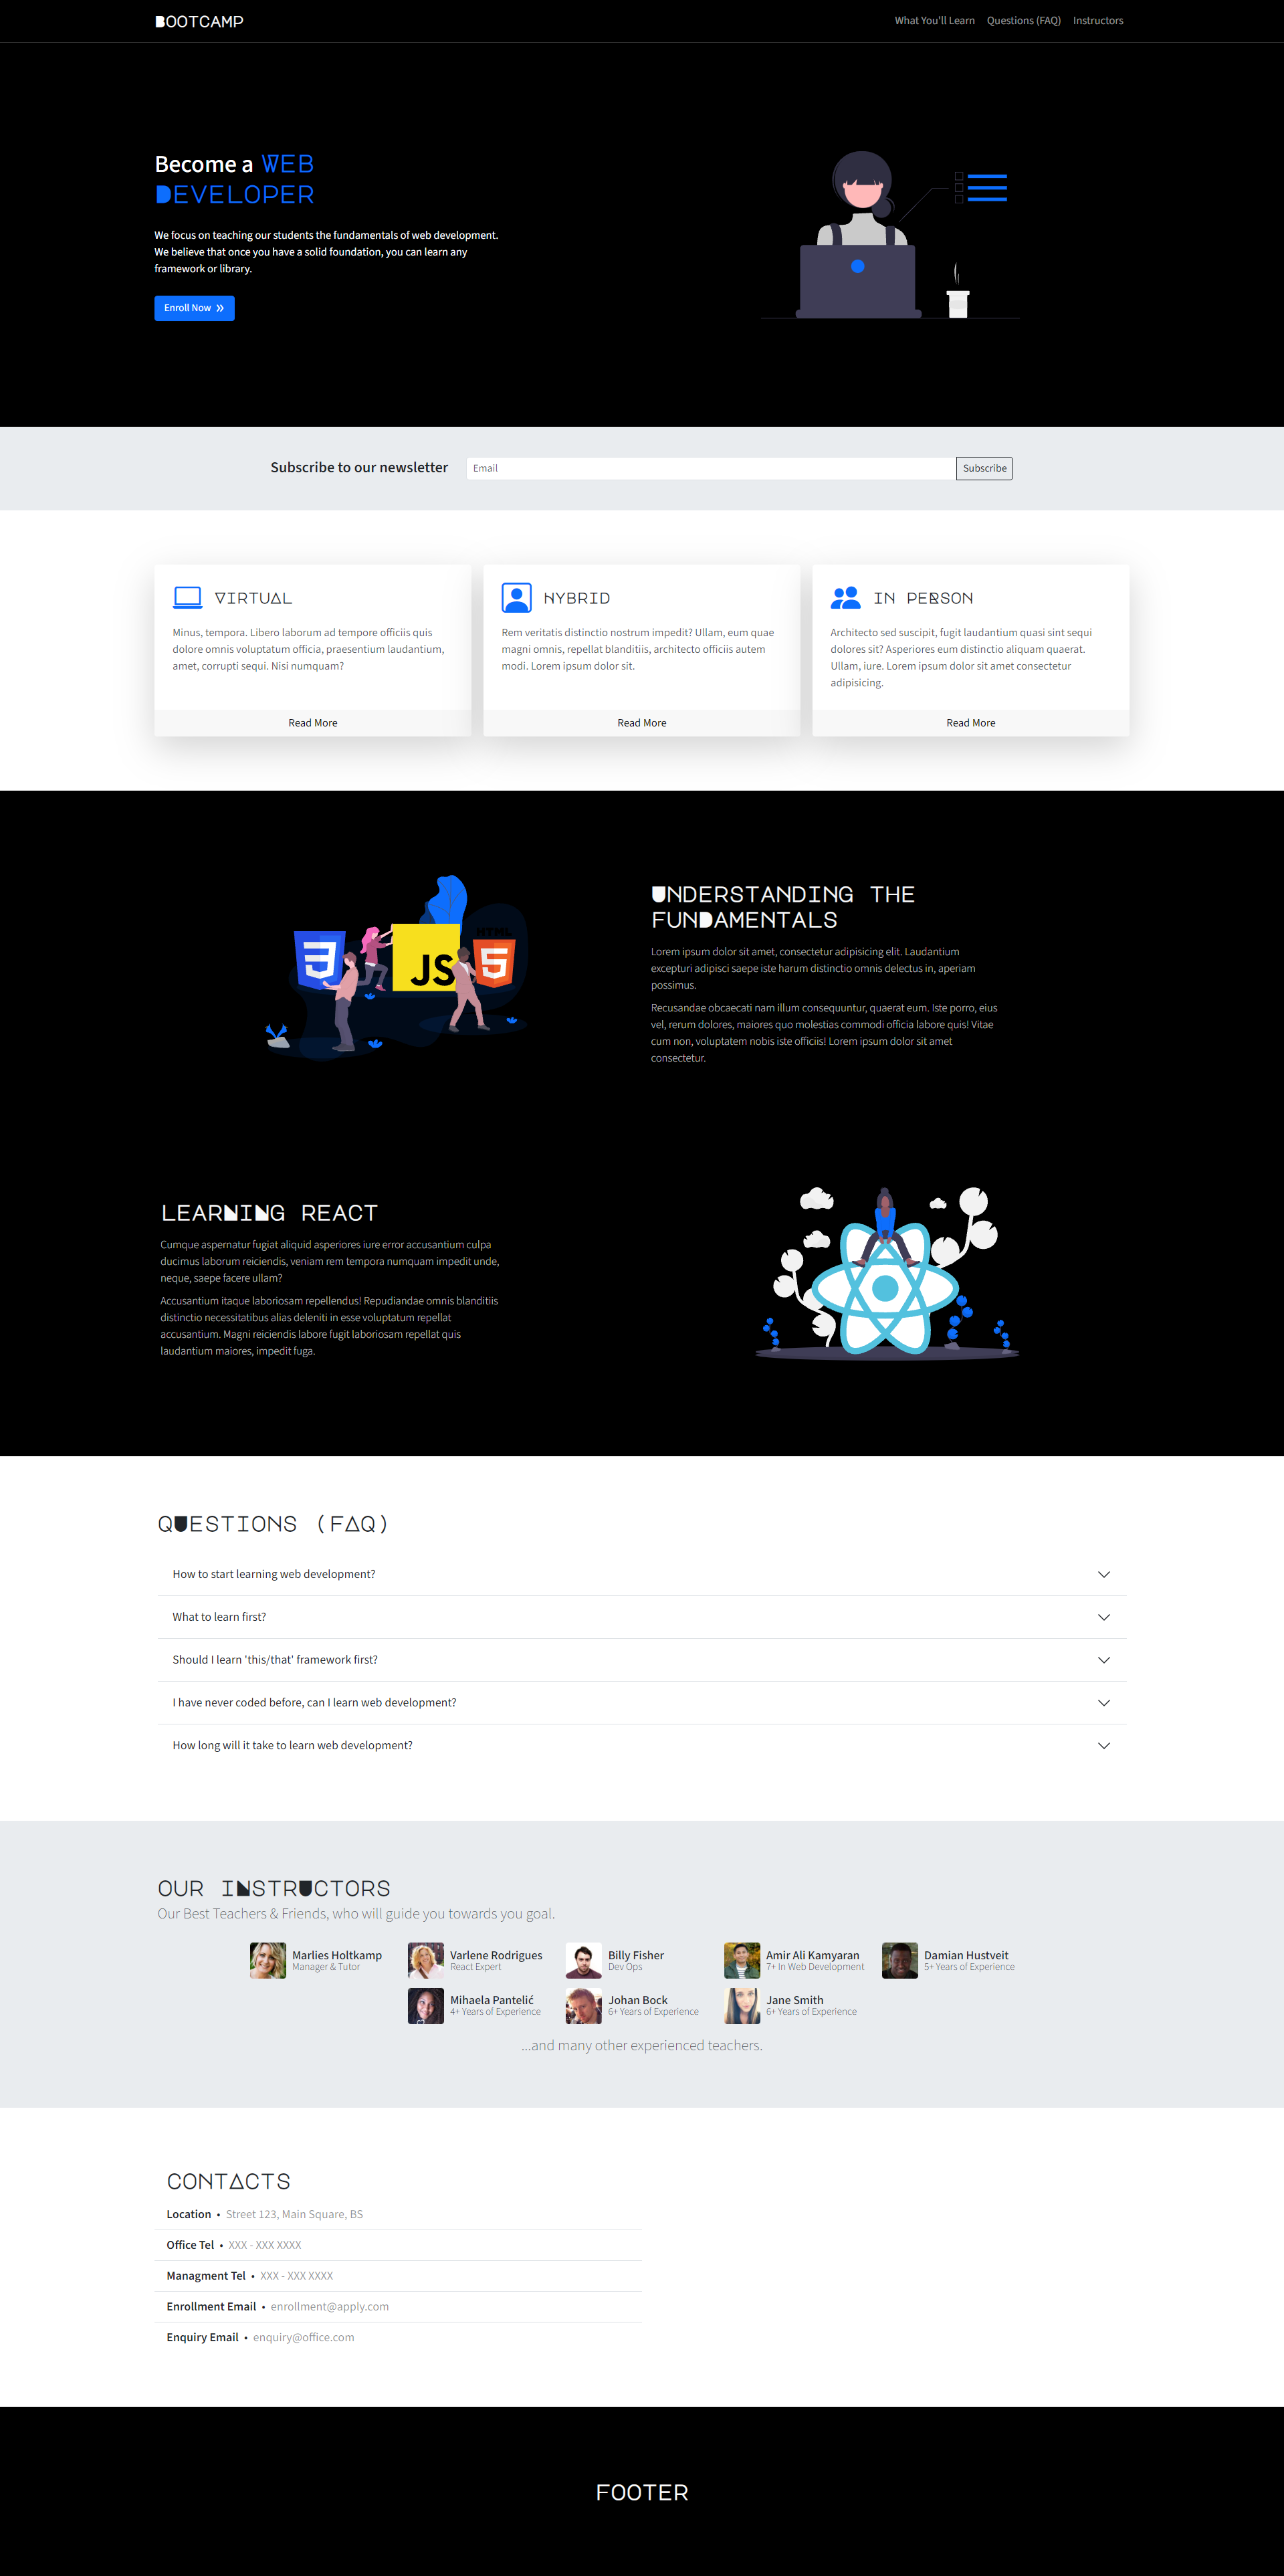 BOOTCAMP
What You'll Learn
Questions (FAQ)
Instructors
Become a WEB
DEVELOPER
We focus on teaching our students the fundamentals of web development.
We believe that once you have a solid foundation, you can learn any
framework or library.
Enroll Now »
Subscribe to our newsletter
Email
Subscribe
VIRTUAL
Minus, tempora. Libero laborum ad tempore officiis quis
dolore omnis voluptatum officia, praesentium laudantium,
amet, corrupti sequi. Nisi numquam?
Read More
HYBRID
Rem veritatis distinctio nostrum impedit? Ullam, eum quae
magni omnis, repellat blanditiis, architecto officiis autem
modi. Lorem ipsum dolor sit.
Read More
IN PERSON
Architecto sed suscipit, fugit laudantium quasi sint sequi
dolores sit? Asperiores eum distinctio aliquam quaerat.
Ullam, iure. Lorem ipsum dolor sit amet consectetur
adipisicing.
Read More
HTML
3
JS
5
UNDERSTANDING THE
FUNDAMENTALS
Lorem ipsum dolor sit amet, consectetur adipisicing elit. Laudantium
excepturi adipisci saepe iste harum distinctio omnis delectus in, aperiam
possimus.
Recusandae obcaecati nam illum consequuntur, quaerat eum. Iste porro, eius
vel, rerum dolores, maiores quo molestias commodi officia labore quis! Vitae
cum non, voluptatem nobis iste officiis! Lorem ipsum dolor sit amet
consectetur.
LEARNING REACT
Cumque aspernatur fugiat aliquid asperiores iure error accusantium culpa
ducimus laborum reiciendis, veniam rem tempora numquam impedit unde,
neque, saepe facere ullam?
Accusantium itaque laboriosam repellendus! Repudiandae omnis blanditiis
distinctio necessitatibus alias deleniti in esse voluptatum repellat
accusantium. Magni reiciendis labore fugit laboriosam repellat quis
laudantium maiores, impedit fuga.
QUESTIONS (FAQ)
How to start learning web development?
What to learn first?
Should I learn 'this/that' framework first?
I have never coded before, can I learn web development?
How long will it take to learn web development?
OUR INSTRUCTORS
Our Best Teachers & Friends, who will guide you towards you goal.
Marlies Holtkamp
Manager & Tutor
Varlene Rodrigues
React Expert
Billy Fisher
Dev Ops
Amir Ali Kamyaran
7+ In Web Development
Damian Hustveit
5+ Years of Experience
Mihaela Pantelić
4+ Years of Experience
Johan Bock
6+ Years of Experience
Jane Smith
6+ Years of Experience
...and many other experienced teachers.
CONTACTS
Location • Street 123, Main Square, BS
Office Tel • XXX - XXX XXXX
Managment Tel • XXX - XXX XXXX
Enrollment Email • enrollment@apply.com
Enquiry Email • enquiry@office.com
FOOTER